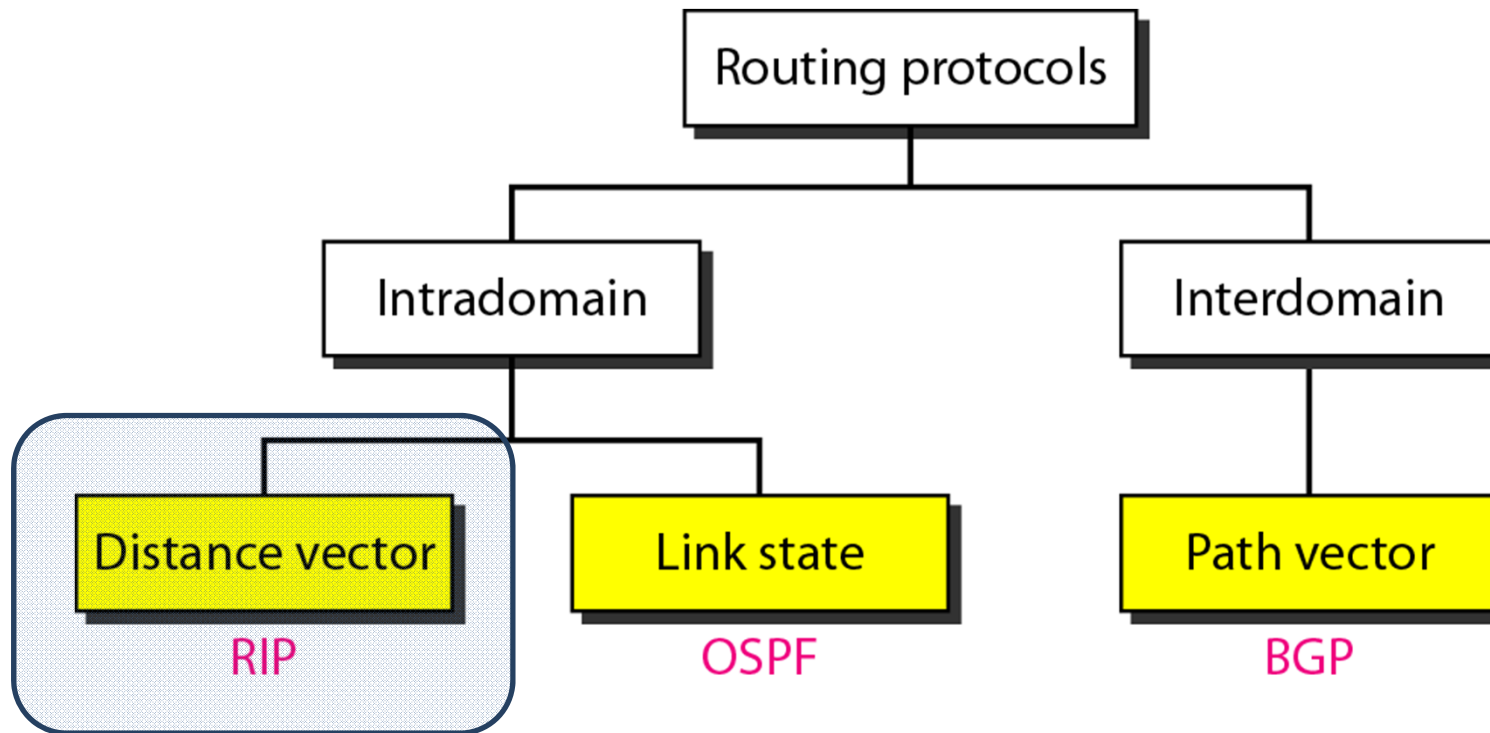 Routing protocols
Intradomain
Interdomain
Distance vector
Link state
Path vector
RIP
OSPF
BGP